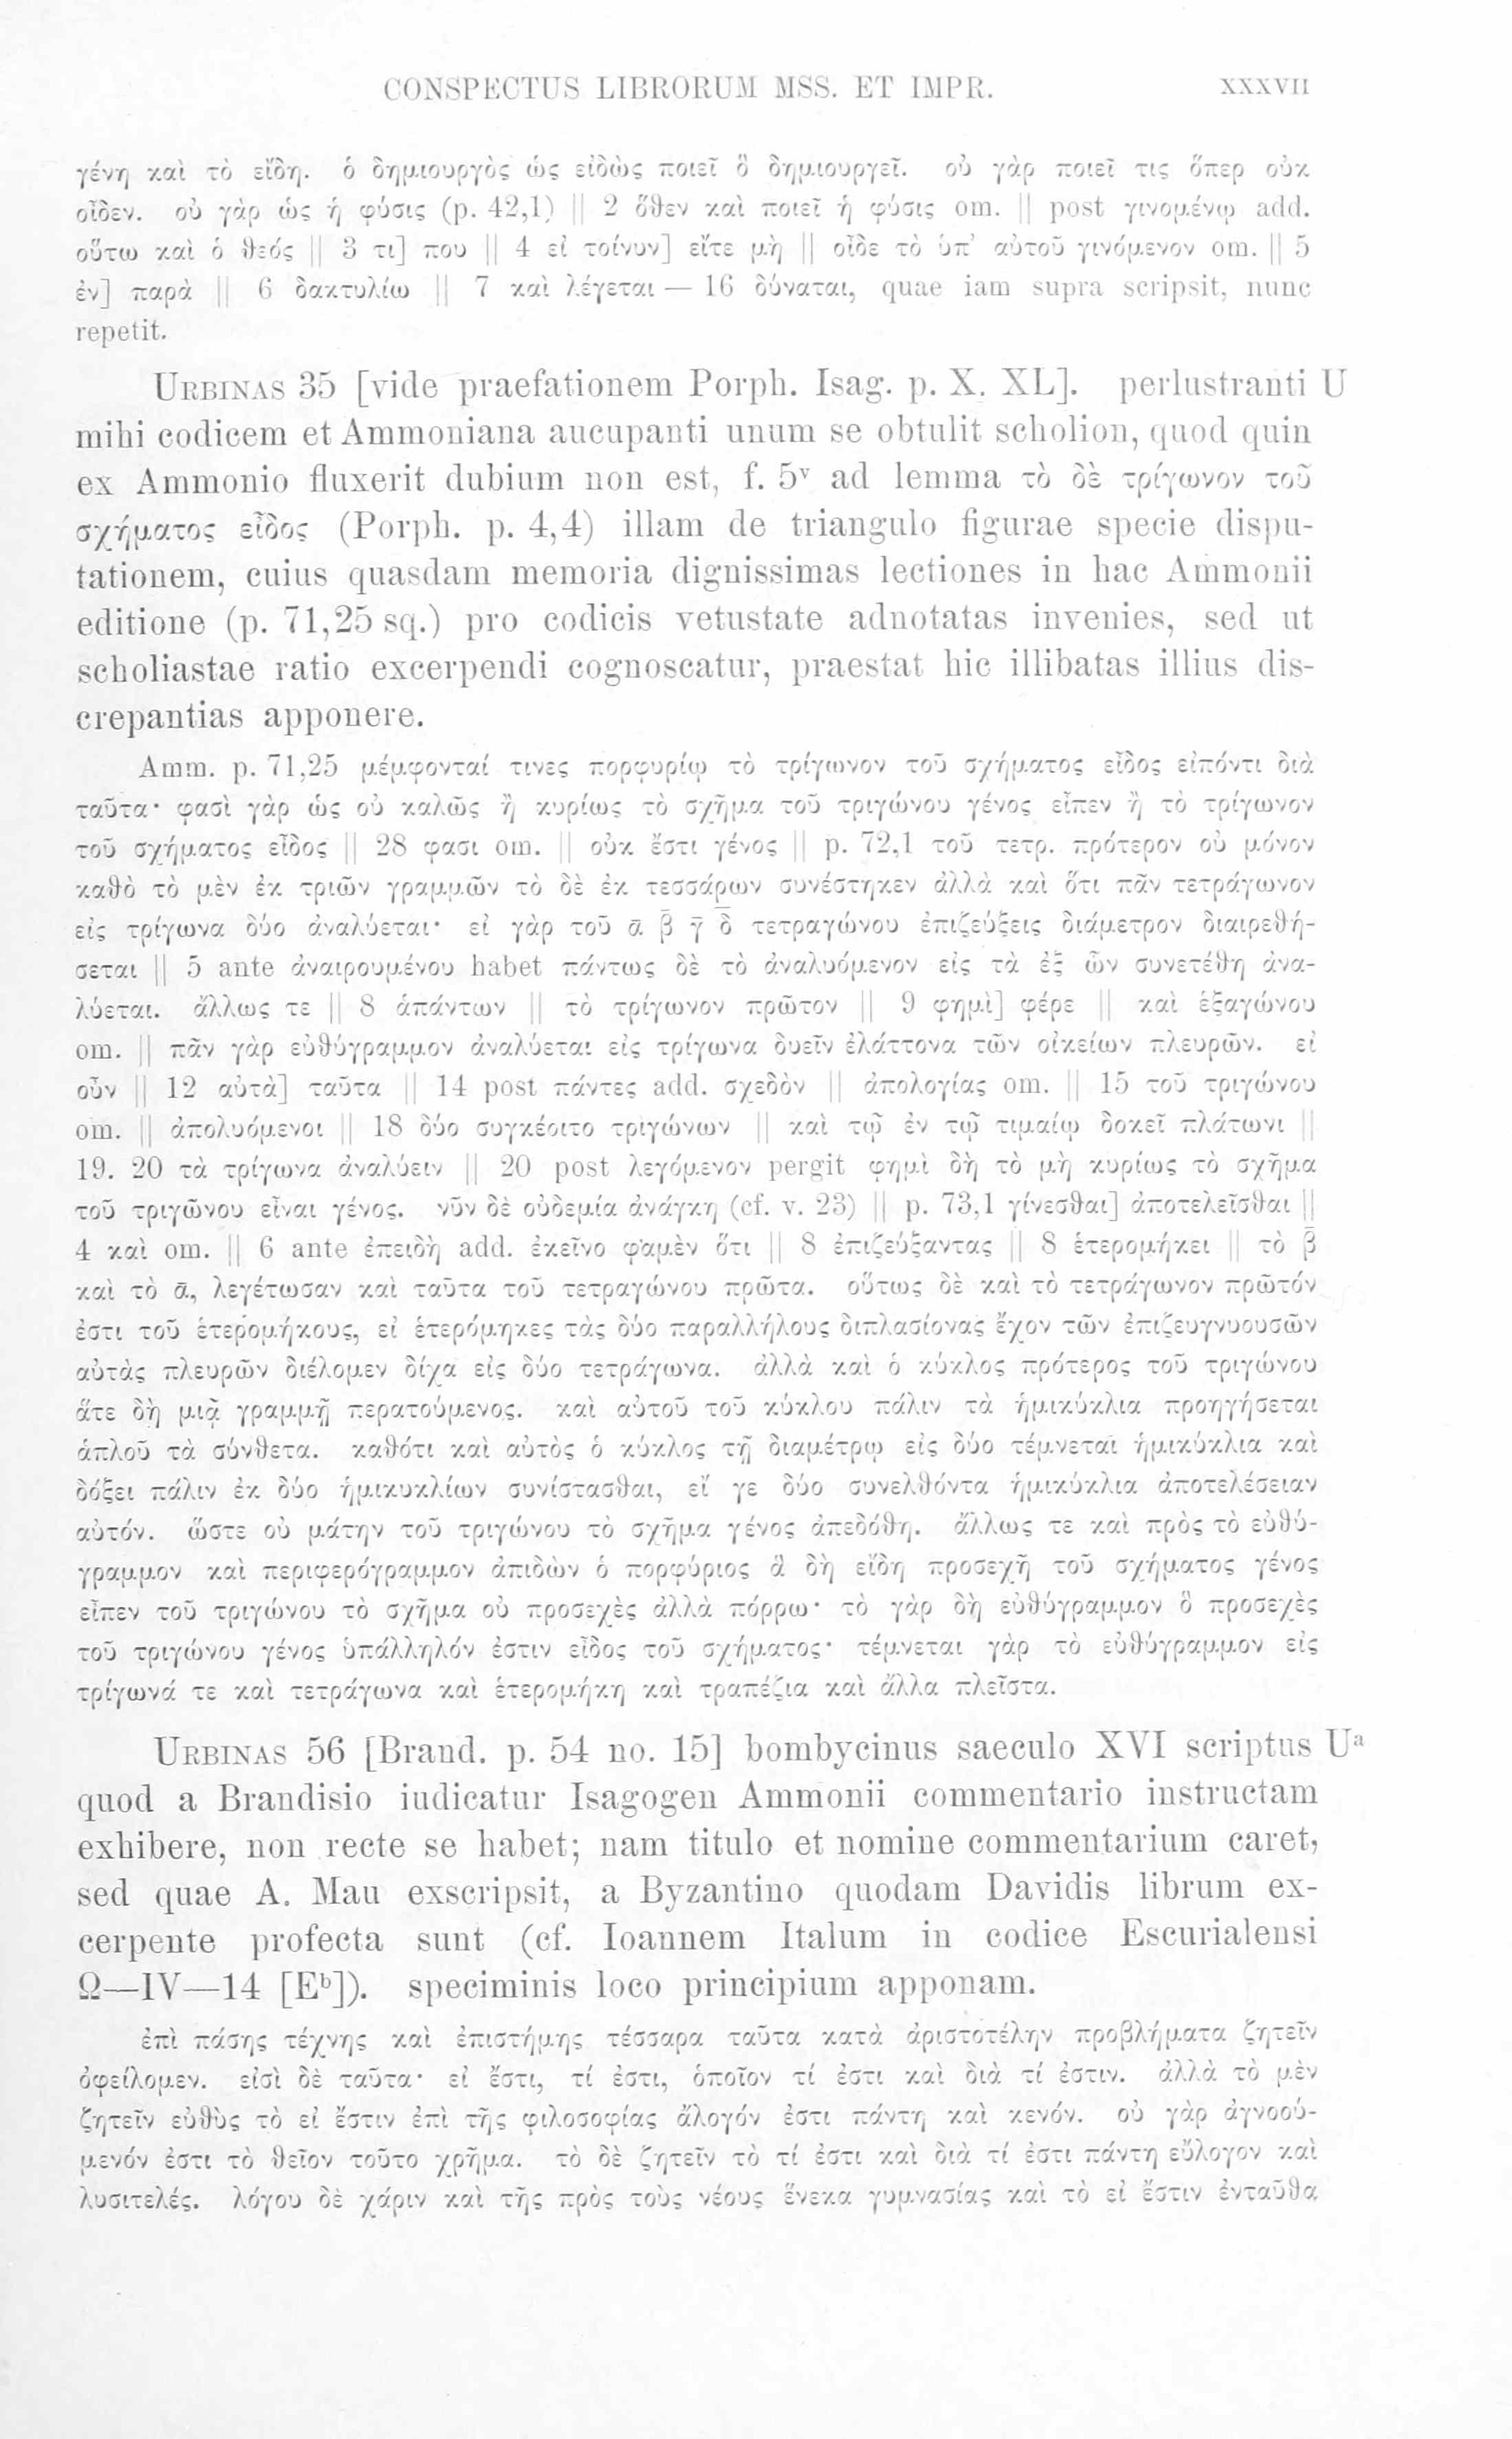 CONSPECTUS LIBRORUM MSS. ET IMPR. XXXVII
γένη καὶ τὸ εἴδη. ὁ δημιουργὸς ὡς εἰδὼς ποιεῖ ὃ δημιουργεῖ. οὐ γὰρ ποιεῖ τις ὅπερ οὐκ
οἶδεν. οὐ γὰρ ὡς ἡ φύσις (p. 42,1) || 2 ὅθεν καὶ ποιεῖ ἡ φύσις om. || post γινομένῳ add.
οὕτω καὶ ὁ θεός || 3 τι] που || 4 εἰ τοίνυν] εἴτε μὴ || οἶδε τὸ ὑπ’ αὐτοῦ γινόμενον om. || 5
ἐν] παρὰ || 6 δακτυλίω || 7 καὶ λέγεται — 16 δύναται, quae iam supra scripsit, nunc
repetit.
URBINAS 35 [vide praefationem Porph. Isag. p. X. XL]. perlustranti U
mihi codicem et Ammoniana aucupanti unum se obtulit scholion, quod quin
ex Ammonio fluxerit dubium non est, f. 5ᵛ ad lemma τὸ δὲ τρίγωνον τοῦ
σχήματος εἶδος (Porph. p. 4,4) illam de triangulo figurae specie dispu-
tationem, cuius quasdam memoria dignissimas lectiones in hac Ammonii
editione (p. 71,25 sq.) pro codicis vetustate adnotatas invenies, sed ut
scholiastae ratio excerpendi cognoscatur, praestat hic illibatas illius dis-
crepantias apponere.
Amm. p. 71,25 μέμφονταί τινες πορφυρίῳ τὸ τρίγωνον τοῦ σχήματος εἶδος εἰπόντι διὰ
ταῦτα· φασὶ γὰρ ὡς οὐ καλῶς ἢ κυρίως τὸ σχῆμα τοῦ τριγώνου γένος εἶπεν ἢ τὸ τρίγωνον
τοῦ σχήματος εἶδος || 28 φασι om. || οὐκ ἔστι γένος || p. 72,1 τοῦ τετρ. πρότερον οὐ μόνον
καθὸ τὸ μὲν ἐκ τριῶν γραμμῶν τὸ δὲ ἐκ τεσσάρων συνέστηκεν ἀλλὰ καὶ ὅτι πᾶν τετράγωνον
εἰς τρίγωνα δύο ἀναλύεται· εἰ γὰρ τοῦ ᾱ β̄ γ̄ δ̄ τετραγώνου ἐπιζεύξεις διάμετρον διαιρεθή-
σεται || 5 ante ἀναιρουμένου habet πάντως δὲ τὸ ἀναλυόμενον εἰς τὰ ἐξ ὧν συνετέθη ἀνα-
λύεται. ἄλλως τε || 8 ἁπάντων || τὸ τρίγωνον πρῶτον || 9 φημὶ] φέρε || καὶ ἑξαγώνου
om. || πᾶν γὰρ εὐθύγραμμον ἀναλύεται εἰς τρίγωνα δυεῖν ἐλάττονα τῶν οἰκείων πλευρῶν. εἰ
οὖν || 12 αὐτὰ] ταῦτα || 14 post πάντες add. σχεδὸν || ἀπολογίας om. || 15 τοῦ τριγώνου
om. || ἀπολυόμενοι || 18 δύο συγκέοιτο τριγώνων || καὶ τῷ ἐν τῷ τιμαίῳ δοκεῖ πλάτωνι ||
19. 20 τὰ τρίγωνα ἀναλύειν || 20 post λεγόμενον pergit φημὶ δὴ τὸ μὴ κυρίως τὸ σχῆμα
τοῦ τριγῶνου εἶναι γένος. νῦν δὲ οὐδεμία ἀνάγκη (cf. v. 23) || p. 73,1 γίνεσθαι] ἀποτελεῖσθαι ||
4 καὶ om. || 6 ante ἐπειδὴ add. ἐκεῖνο φαμὲν ὅτι || 8 ἐπιζεύξαντας || 8 ἑτερομήκει || τὸ β̄
καὶ τὸ ᾱ, λεγέτωσαν καὶ ταῦτα τοῦ τετραγώνου πρῶτα. οὕτως δὲ καὶ τὸ τετράγωνον πρῶτόν
ἐστι τοῦ ἑτερομήκους, εἰ ἑτερόμηκες τὰς δύο παραλλήλους διπλασίονας ἔχον τῶν ἐπιζευγνυουσῶν
αὐτὰς πλευρῶν διέλομεν δίχα εἰς δύο τετράγωνα. ἀλλὰ καὶ ὁ κύκλος πρότερος τοῦ τριγώνου
ἅτε δὴ μιᾷ γραμμῇ περατούμενος. καὶ αὐτοῦ τοῦ κύκλου πάλιν τὰ ἡμικύκλια προηγήσεται
ἁπλοῦ τὰ σύνθετα. καθότι καὶ αὐτὸς ὁ κύκλος τῇ διαμέτρῳ εἰς δύο τέμνεται ἡμικύκλια καὶ
δόξει πάλιν ἐκ δύο ἡμικυκλίων συνίστασθαι, εἴ γε δύο συνελθόντα ἡμικύκλια ἀποτελέσειαν
αὐτόν. ὥστε οὐ μάτην τοῦ τριγώνου τὸ σχῆμα γένος ἀπεδόθη. ἄλλως τε καὶ πρὸς τὸ εὐθύ-
γραμμον καὶ περιφερόγραμμον ἀπιδὼν ὁ πορφύριος ἃ δὴ εἴδη προσεχῆ τοῦ σχήματος γένος
εἶπεν τοῦ τριγώνου τὸ σχῆμα οὐ προσεχὲς ἀλλὰ πόρρω· τὸ γὰρ δὴ εὐθύγραμμον ὃ προσεχὲς
τοῦ τριγώνου γένος ὑπάλληλόν ἐστιν εἶδος τοῦ σχήματος· τέμνεται γὰρ τὸ εὐθύγραμμον εἰς
τρίγωνά τε καὶ τετράγωνα καὶ ἑτερομήκη καὶ τραπέζια καὶ ἄλλα πλεῖστα.
URBINAS 56 [Brand. p. 54 no. 15] bombycinus saeculo XVI scriptus Uᵃ
quod a Brandisio iudicatur Isagogen Ammonii commentario instructam
exhibere, non recte se habet; nam titulo et nomine commentarium caret,
sed quae A. Mau exscripsit, a Byzantino quodam Davidis librum ex-
cerpente profecta sunt (cf. Ioannem Italum in codice Escurialensi
Ω—IV—14 [Eᵇ]). speciminis loco principium apponam.
ἐπὶ πάσης τέχνης καὶ ἐπιστήμης τέσσαρα ταῦτα κατὰ ἀριστοτέλην προβλήματα ζητεῖν
ὀφείλομεν. εἰσὶ δὲ ταῦτα· εἰ ἔστι, τί ἐστι, ὁποῖον τί ἐστι καὶ διὰ τί ἐστιν. ἀλλὰ τὸ μὲν
ζητεῖν εὐθὺς τὸ εἰ ἔστιν ἐπὶ τῆς φιλοσοφίας ἄλογόν ἐστι πάντη καὶ κενόν. οὐ γὰρ ἀγνοού-
μενόν ἐστι τὸ θεῖον τοῦτο χρῆμα. τὸ δὲ ζητεῖν τὸ τί ἐστι καὶ διὰ τί ἐστι πάντη εὔλογον καὶ
λυσιτελές. λόγου δὲ χάριν καὶ τῆς πρὸς τοὺς νέους ἕνεκα γυμνασίας καὶ τὸ εἰ ἔστιν ἐνταῦθα